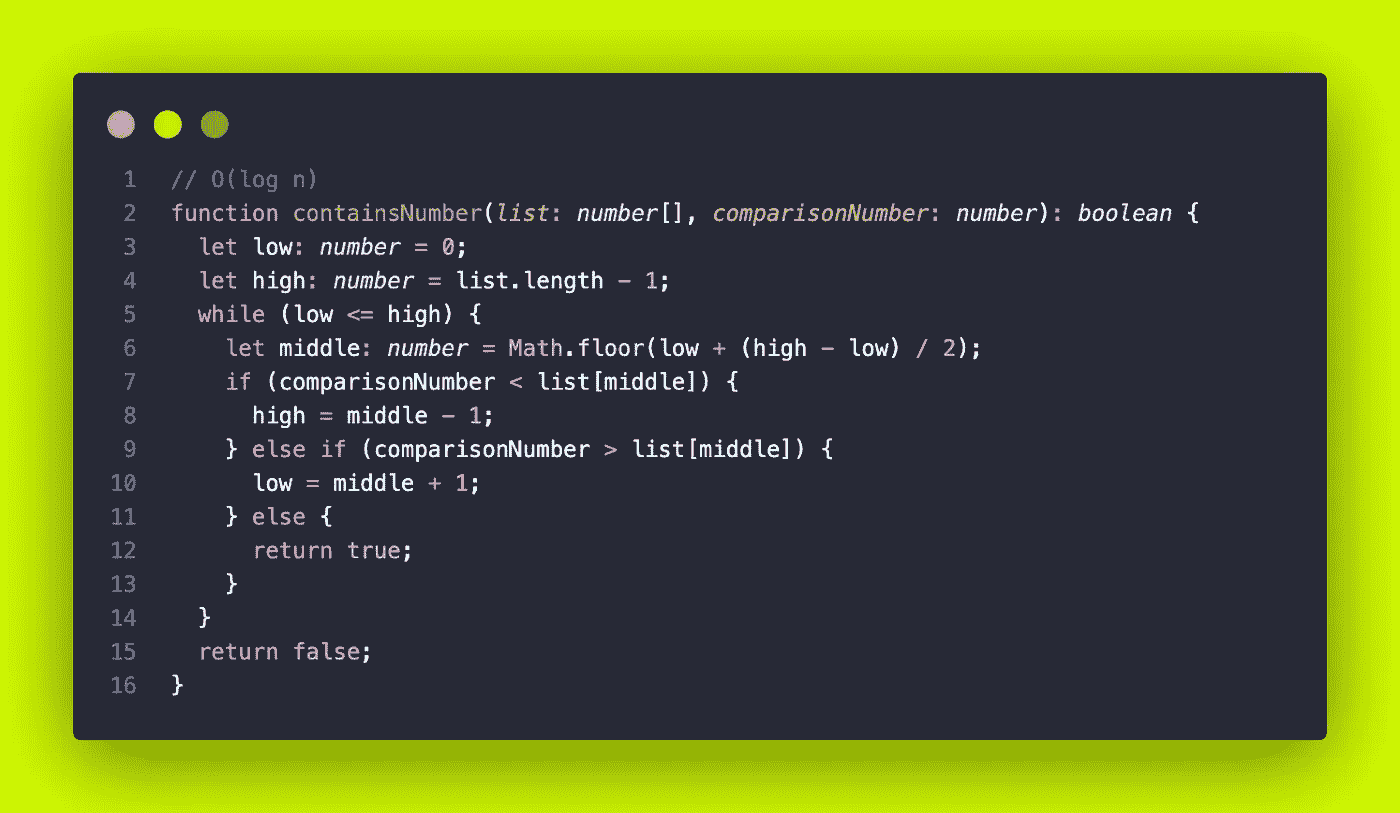 1 // O(log n)
2 function containsNumber(list: number[], comparisonNumber: number): boolean {
3   let low: number = 0;
4   let high: number = list.length - 1;
5   while (low <= high) {
6     let middle: number = Math.floor(low + (high - low) / 2);
7     if (comparisonNumber < list[middle]) {
8       high = middle - 1;
9     } else if (comparisonNumber > list[middle]) {
10       low = middle + 1;
11     } else {
12       return true;
13     }
14   }
15   return false;
16 }